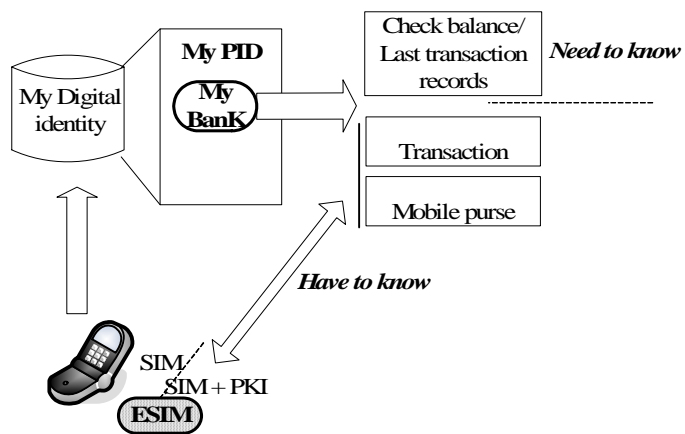 My Digital
identity
My PID
My
BanK
Check balance/
Last transaction
records
Need to know
Transaction
Mobile purse
Have to know
SIM
SIM + PKI
ESIM